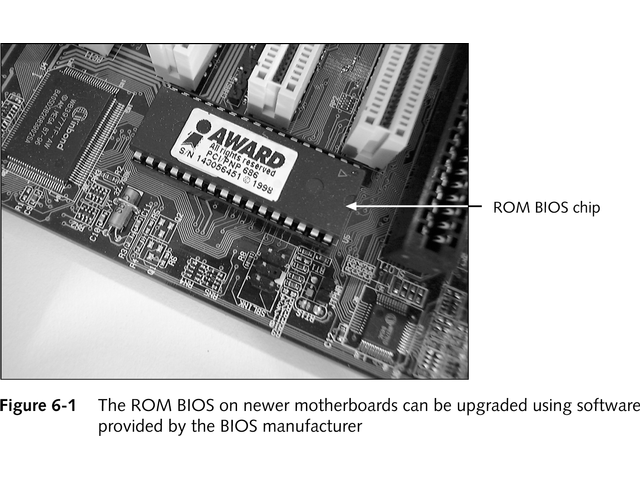 AWARD
All rights reserved
PCI/PNP 686
S/N 143056451 © 1998
Winbond
ROM BIOS chip
Figure 6-1 The ROM BIOS on newer motherboards can be upgraded using software
provided by the BIOS manufacturer